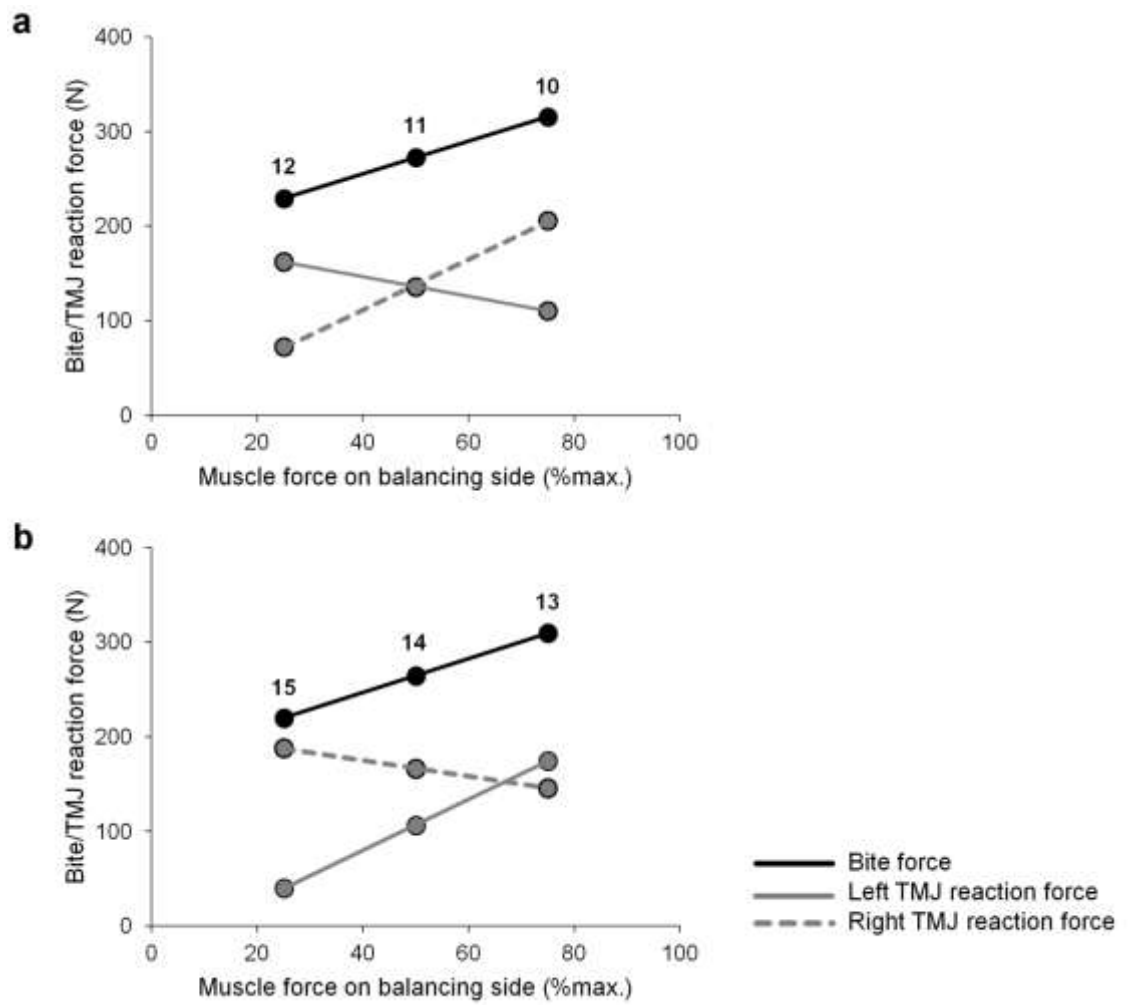 a
Bite/TMJ reaction force (N)
400
300
200
100
0
12
11
10
0 20 40 60 80 100
Muscle force on balancing side (%max.)
b
Bite/TMJ reaction force (N)
400
300
200
100
0
15
14
13
0 20 40 60 80 100
Muscle force on balancing side (%max.)
Bite force
Left TMJ reaction force
Right TMJ reaction force